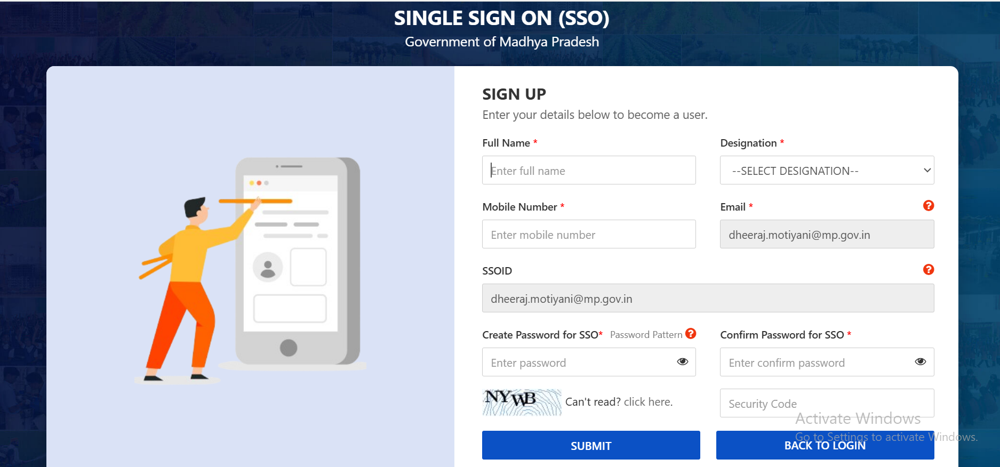 SINGLE SIGN ON (SSO)
Government of Madhya Pradesh
SIGN UP
Enter your details below to become a user.
Full Name *
Designation *
Enter full name
--SELECT DESIGNATION--
Mobile Number *
Email *
?
Enter mobile number
dheeraj.motiyani@mp.gov.in
SSOID
?
dheeraj.motiyani@mp.gov.in
Create Password for SSO* Password Pattern ?
Confirm Password for SSO *
Enter password
Enter confirm password
NYWB
Can't read? click here.
Security Code
Activate Windows
Go to Settings to activate Windows.
SUBMIT
BACK TO LOGIN